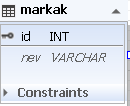 markak
id INT
nev VARCHAR
Constraints